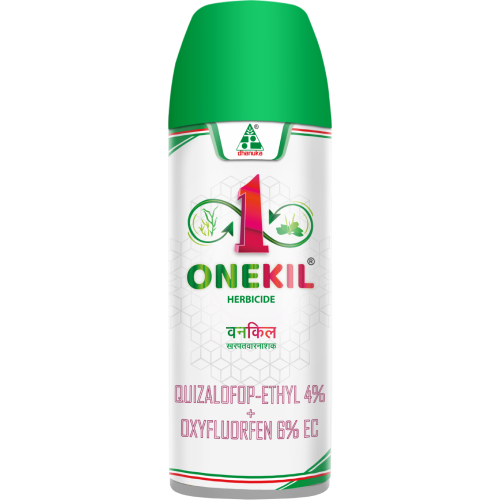 dhanuka
1
ONEKIL®
HERBICIDE
वनकिल
खरपतवारनाशक
QUIZALOFOP-ETHYL 4%
+
OXYFLUORFEN 6% EC